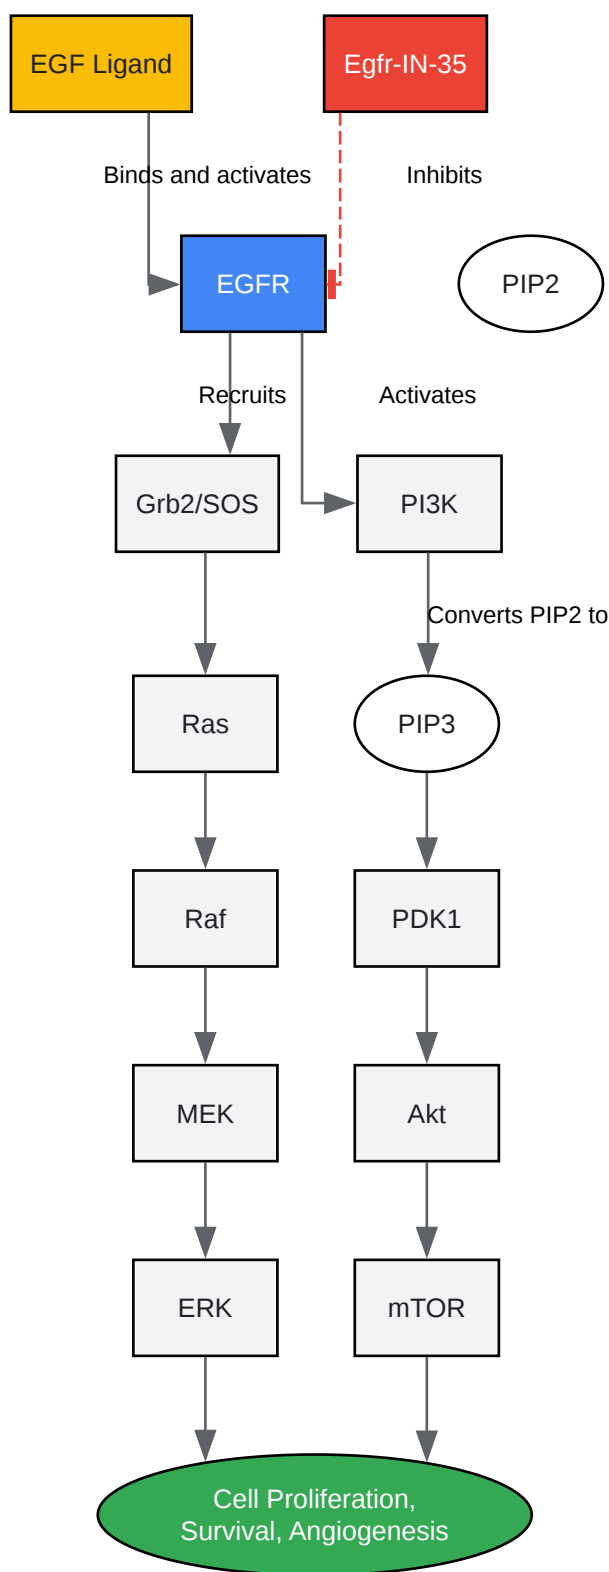 EGF Ligand
Egfr-IN-35
Binds and activates
Inhibits
EGFR
PIP2
Recruits
Activates
Grb2/SOS
PI3K
Converts PIP2 to
Ras
PIP3
Raf
PDK1
MEK
Akt
ERK
mTOR
Cell Proliferation,
Survival, Angiogenesis